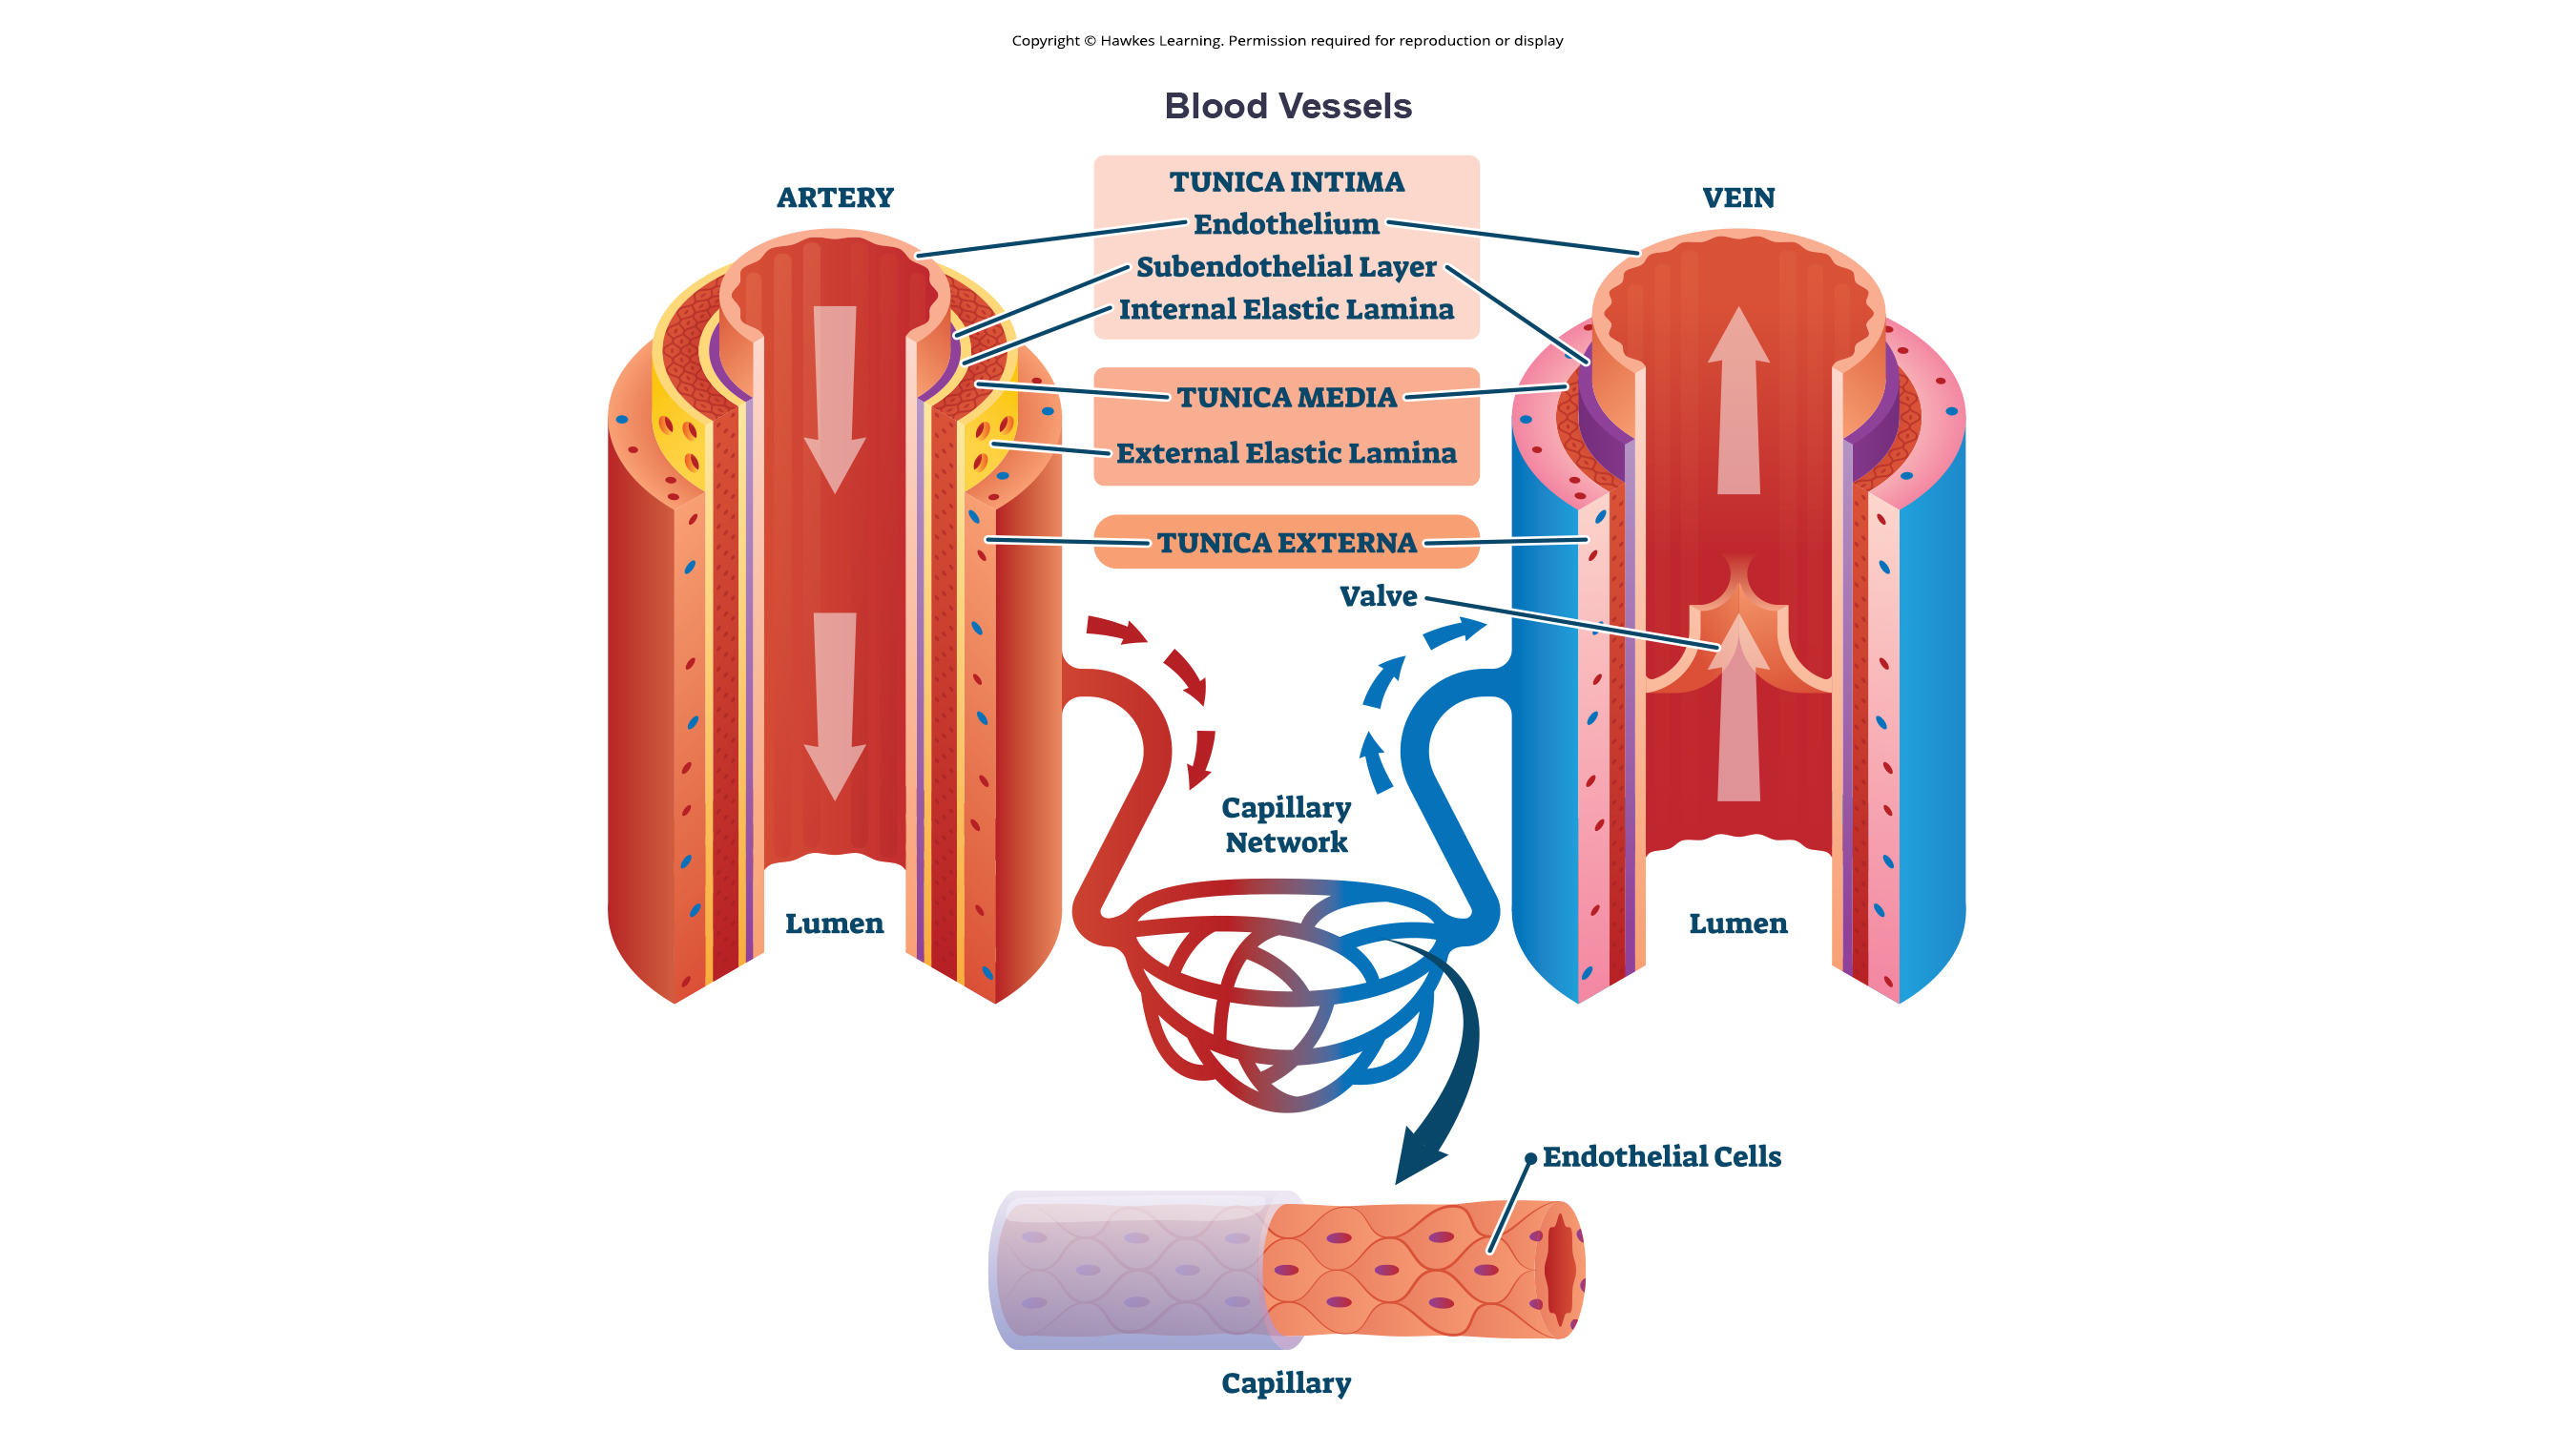 Copyright © Hawkes Learning. Permission required for reproduction or display
Blood Vessels
ARTERY
TUNICA INTIMA
Endothelium
Subendothelial Layer
Internal Elastic Lamina
VEIN
TUNICA MEDIA
External Elastic Lamina
TUNICA EXTERNA
Valve
Capillary
Network
Lumen
Lumen
Endothelial Cells
Capillary